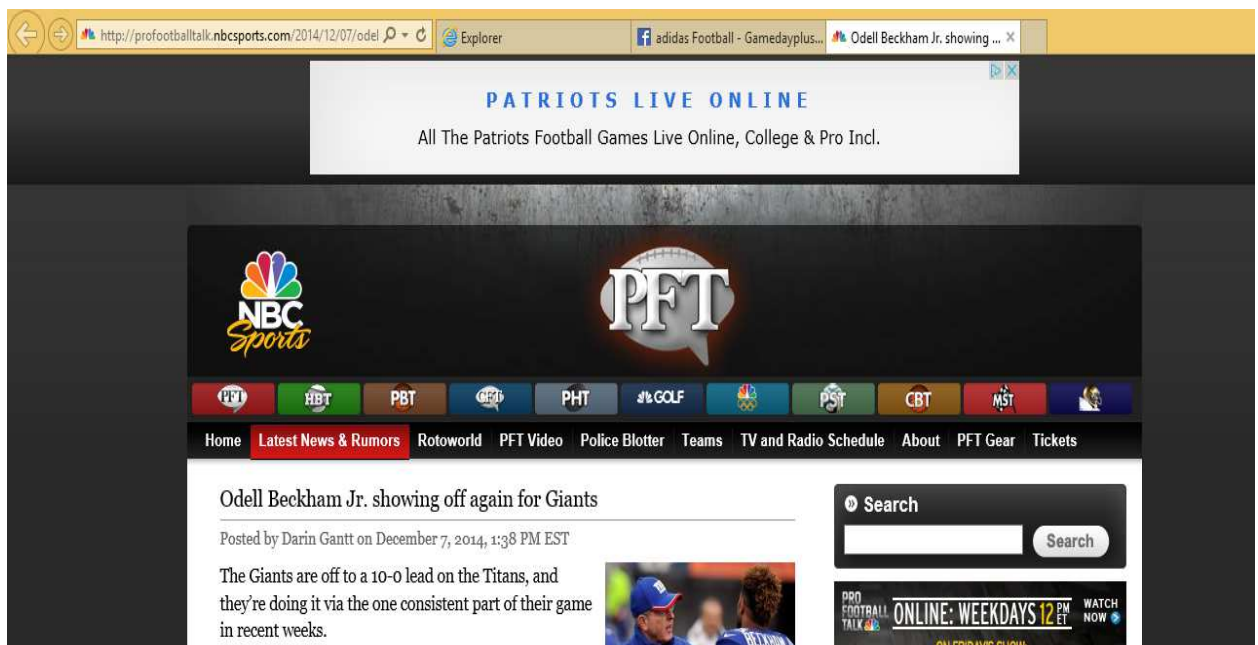 http://profootballtalk.nbcsports.com/2014/12/07/odel
Explorer
adidas Football - Gamedayplus...
Odell Beckham Jr. showing ...
PATRIOTS LIVE ONLINE
All The Patriots Football Games Live Online, College & Pro Incl.
NBC
Sports
PFT
PFT HBT PBT CFT PHT GOLF PST CBT MST
Home Latest News & Rumors Rotoworld PFT Video Police Blotter Teams TV and Radio Schedule About PFT Gear Tickets
Odell Beckham Jr. showing off again for Giants
Posted by Darin Gantt on December 7, 2014, 1:38 PM EST
The Giants are off to a 10-0 lead on the Titans, and
they're doing it via the one consistent part of their game
in recent weeks.
BECKHAM
Search
Search
PRO FOOTBALL TALK ONLINE: WEEKDAYS 12 PM ET WATCH NOW
ON FRIDAY'S SHOW